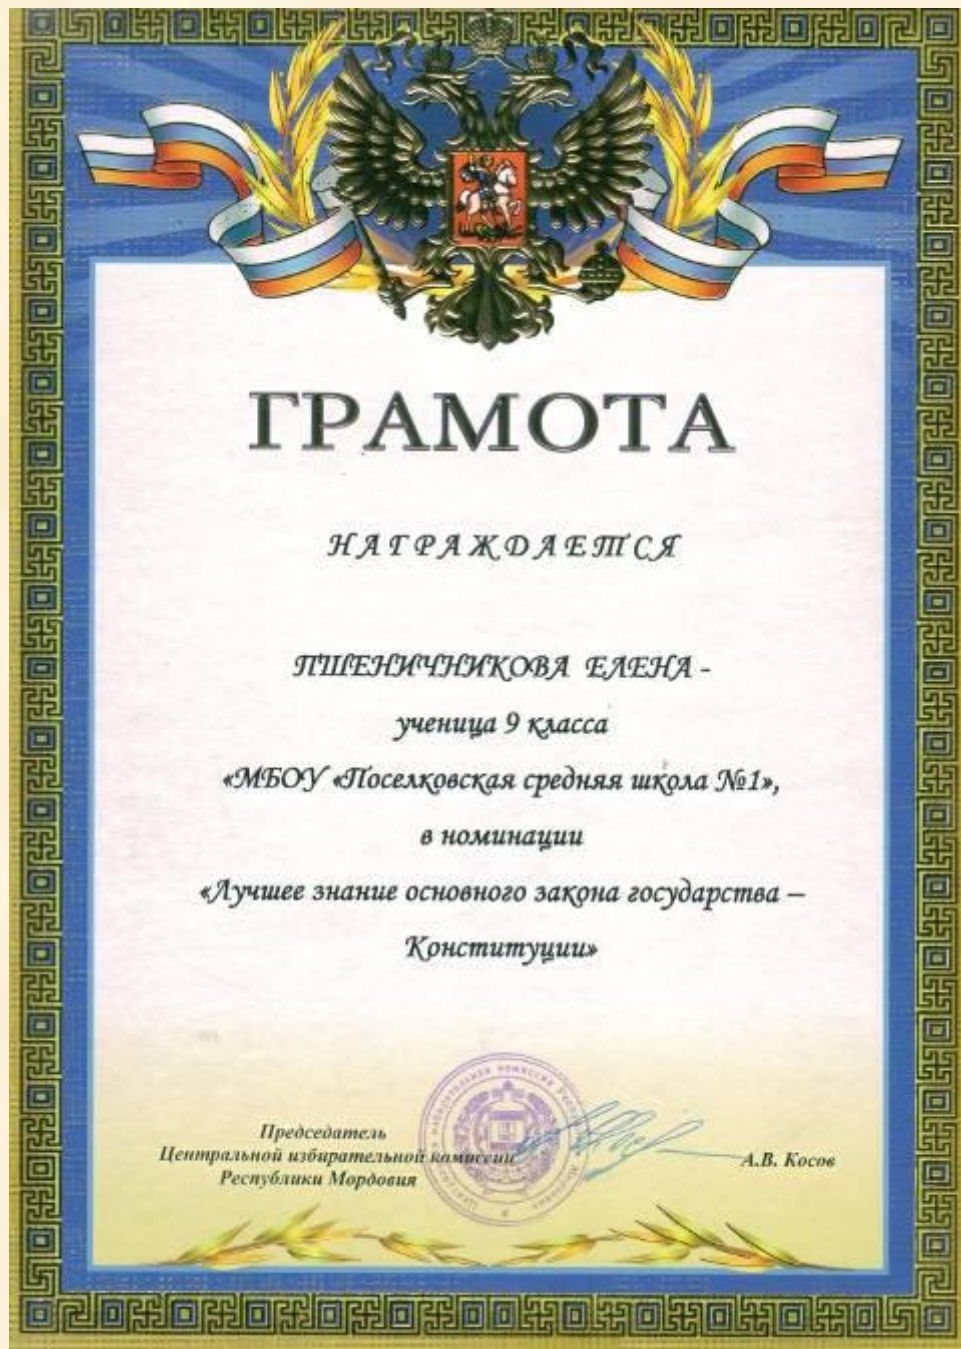 ГРАМОТА
НАГРАЖДАЕТСЯ
ПШЕНИЧНИКОВА ЕЛЕНА -
ученица 9 класса
«МБОУ «Поселковская средняя школа №1»,
в номинации
«Лучшее знание основного закона государства –
Конституции»
Председатель
Центральной избирательной комиссии
Республики Мордовия
А.В. Косов